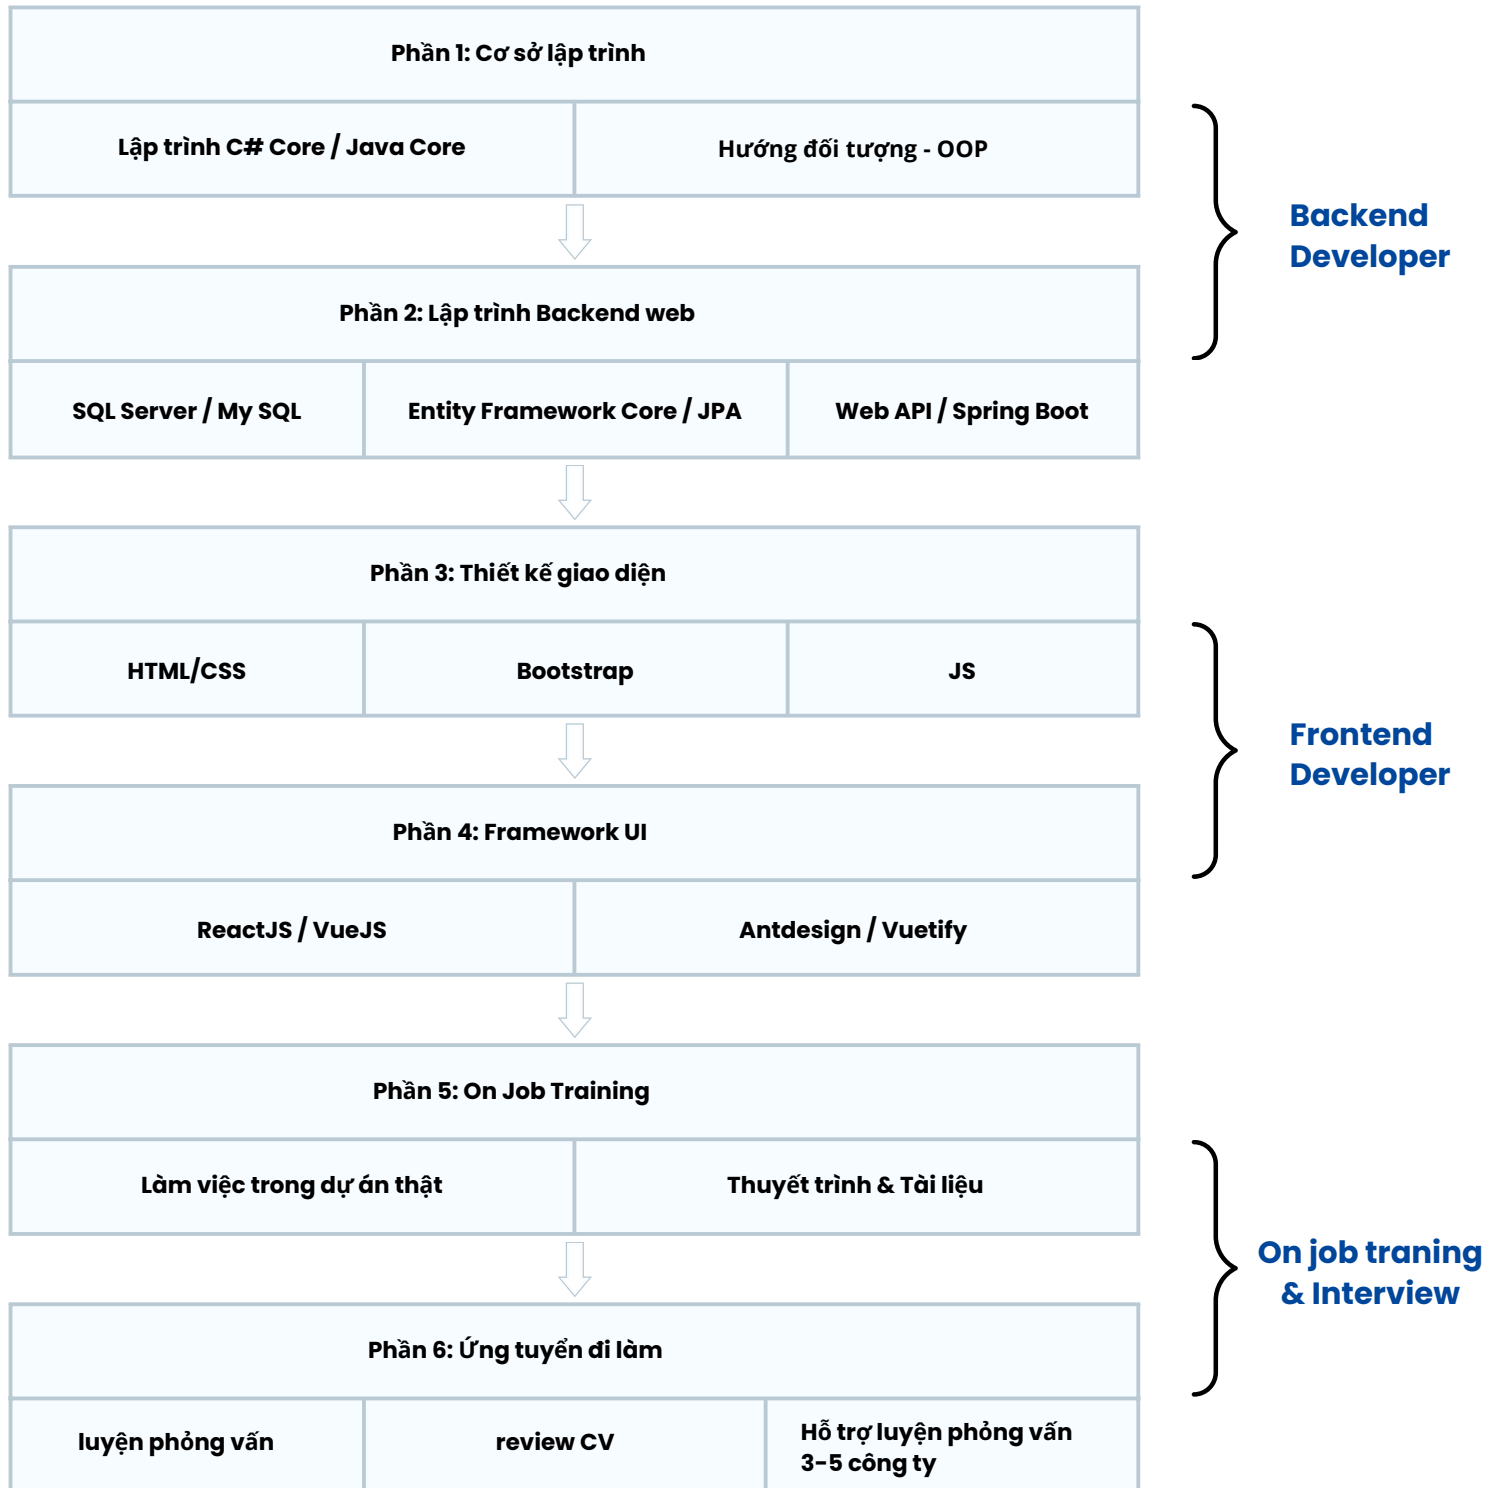 Phần 1: Cơ sở lập trình
Lập trình C# Core / Java Core
Hướng đối tượng - OOP
Backend
Developer
Phần 2: Lập trình Backend web
SQL Server / My SQL
Entity Framework Core / JPA
Web API / Spring Boot
Phần 3: Thiết kế giao diện
HTML/CSS
Bootstrap
JS
Frontend
Developer
Phần 4: Framework UI
ReactJS / VueJS
Antdesign / Vuetify
Phần 5: On Job Training
Làm việc trong dự án thật
Thuyết trình & Tài liệu
On job traning
& Interview
Phần 6: Ứng tuyển đi làm
luyện phỏng vấn
review CV
Hỗ trợ luyện phỏng vấn
3-5 công ty